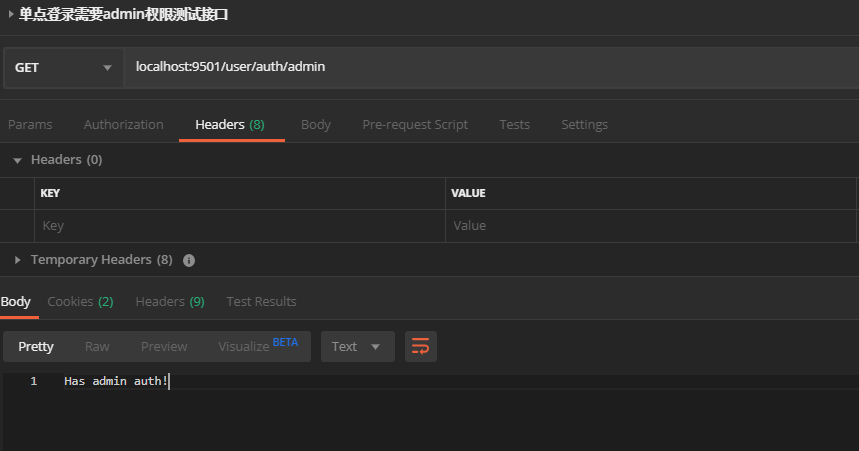 单点登录需要admin权限测试接口
GET localhost:9501/user/auth/admin
Params Authorization Headers (8) Body Pre-request Script Tests Settings
Headers (0)
KEY VALUE
Key Value
Temporary Headers (8)
Body Cookies (2) Headers (9) Test Results
Pretty Raw Preview Visualize BETA Text
1 Has admin auth!